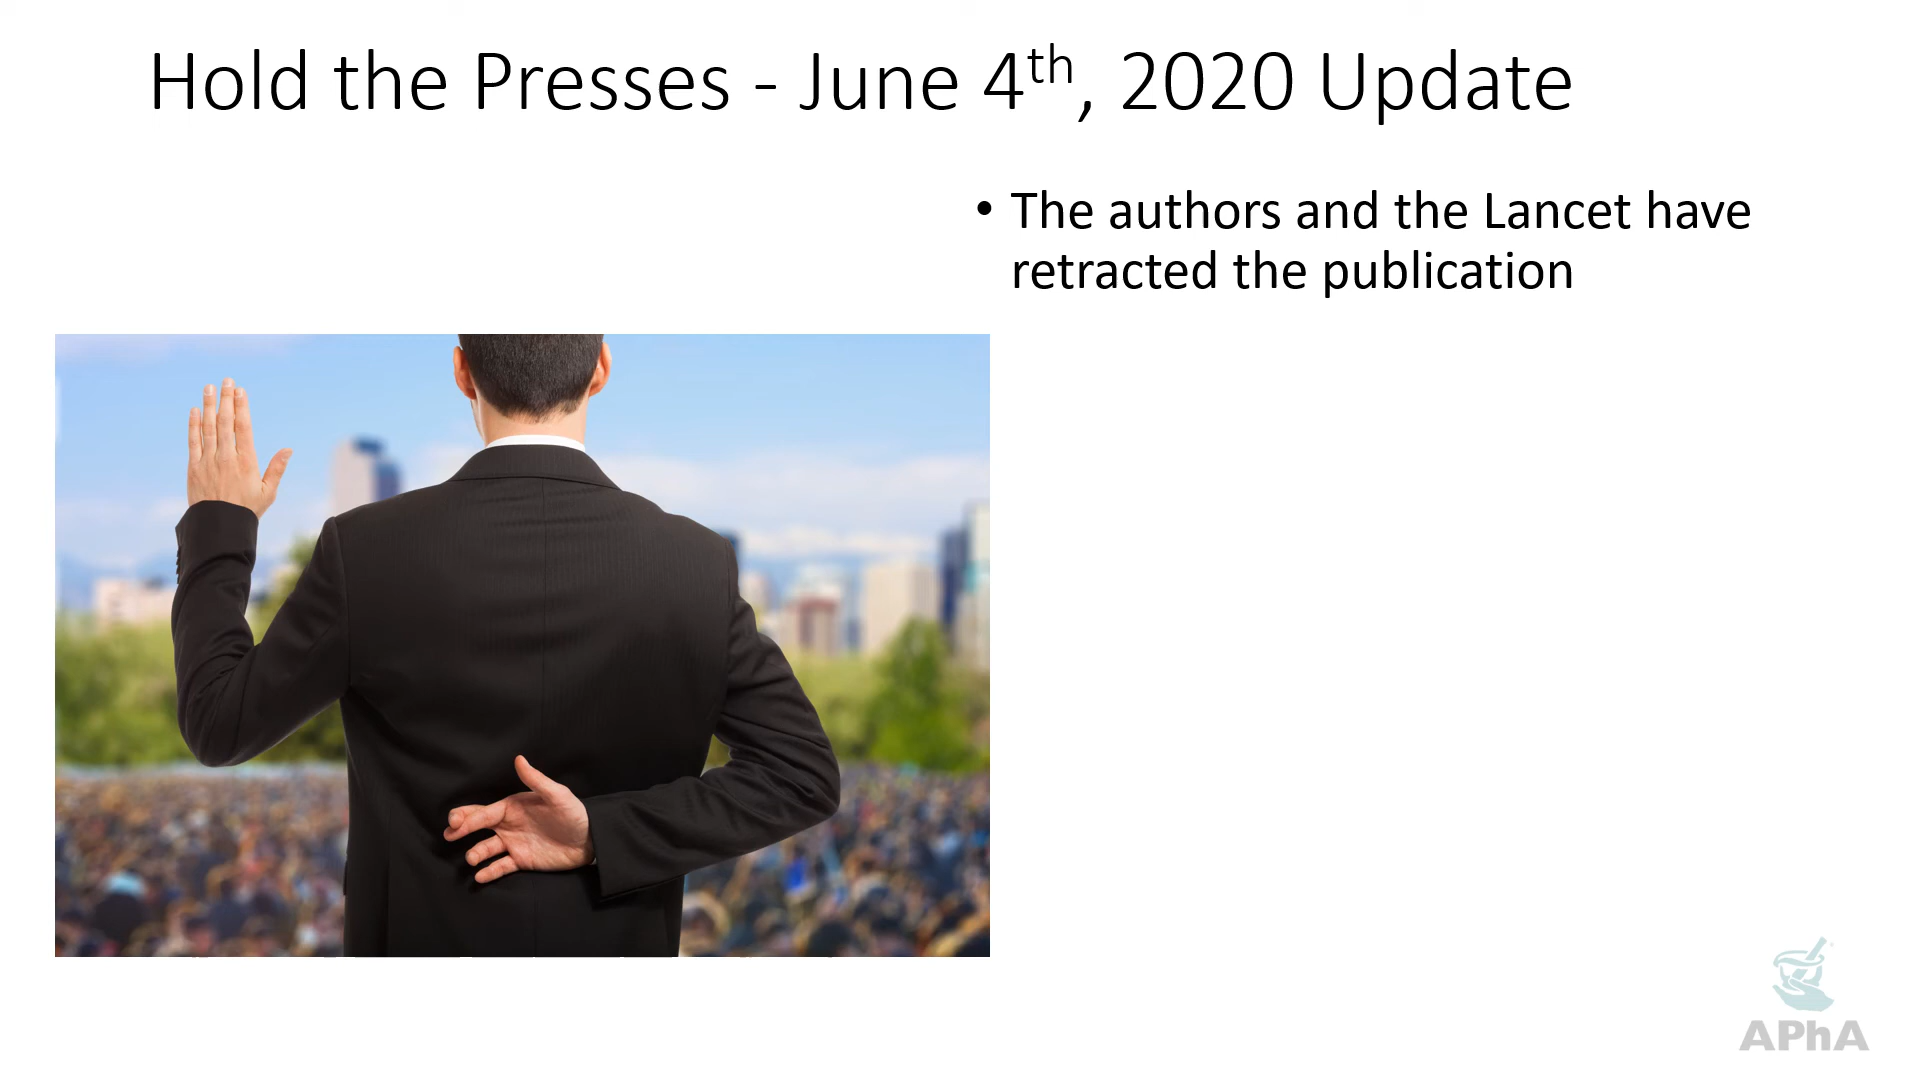 Hold the Presses - June 4th, 2020 Update
• The authors and the Lancet have
retracted the publication
APhA